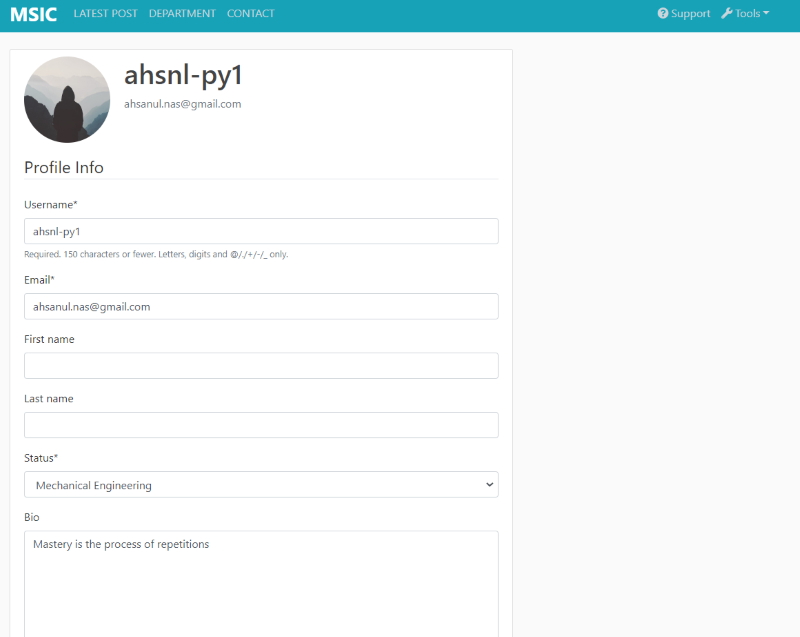 MSIC LATEST POST DEPARTMENT CONTACT Support Tools
ahsnl-py1
ahsanul.nas@gmail.com
Profile Info
Username*
ahsnl-py1
Required. 150 characters or fewer. Letters, digits and @/./+/-/_ only.
Email*
ahsanul.nas@gmail.com
First name
Last name
Status*
Mechanical Engineering
Bio
Mastery is the process of repetitions